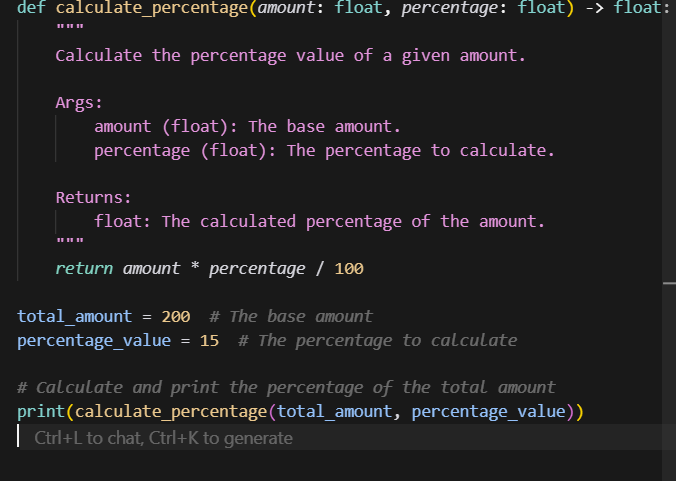 def calculate_percentage(amount: float, percentage: float) -> float:
    """
    Calculate the percentage value of a given amount.

    Args:
        amount (float): The base amount.
        percentage (float): The percentage to calculate.

    Returns:
        float: The calculated percentage of the amount.
    """
    return amount * percentage / 100

total_amount = 200  # The base amount
percentage_value = 15  # The percentage to calculate

# Calculate and print the percentage of the total amount
print(calculate_percentage(total_amount, percentage_value))
Ctrl+L to chat, Ctrl+K to generate